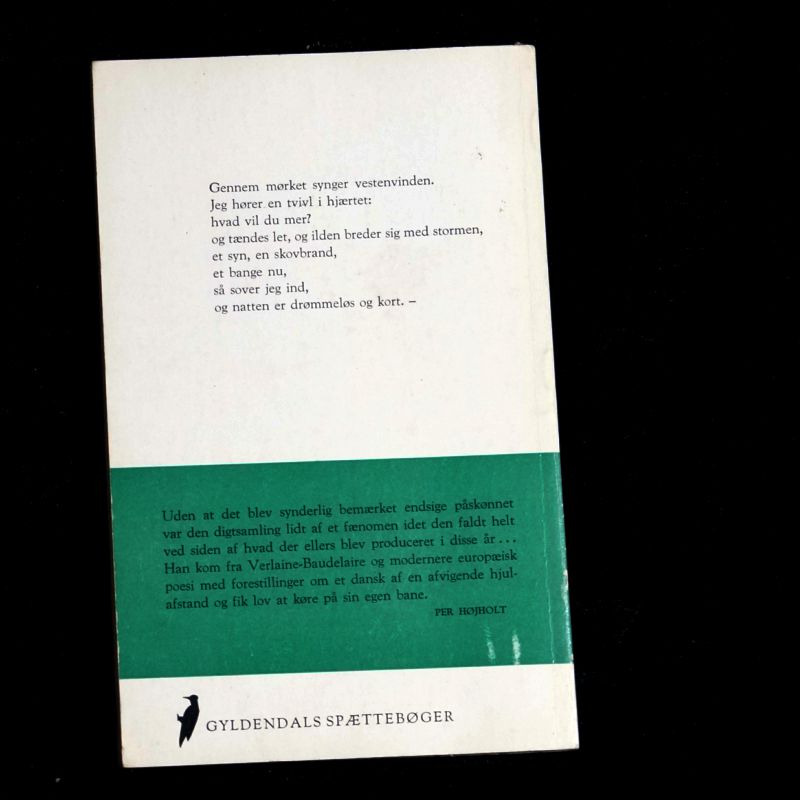 Gennem mørket synger vestenvinden.
Jeg hører en tvivl i hjærtet:
hvad vil du mer?
og tændes let, og ilden breder sig med stormen,
et syn, en skovbrand,
et bange nu,
så sover jeg ind,
og natten er drømmeløs og kort. –
Uden at det blev synderlig bemærket endsige påskønnet
var den digtsamling lidt af et fænomen idet den faldt helt
ved siden af hvad der ellers blev produceret i disse år...
Han kom fra Verlaine-Baudelaire og modernere europæisk
poesi med forestillinger om et dansk af en afvigende hjul-
afstand og fik lov at køre på sin egen bane.
PER HØJHOLT
GYLDENDALS SPÆTTEBØGER